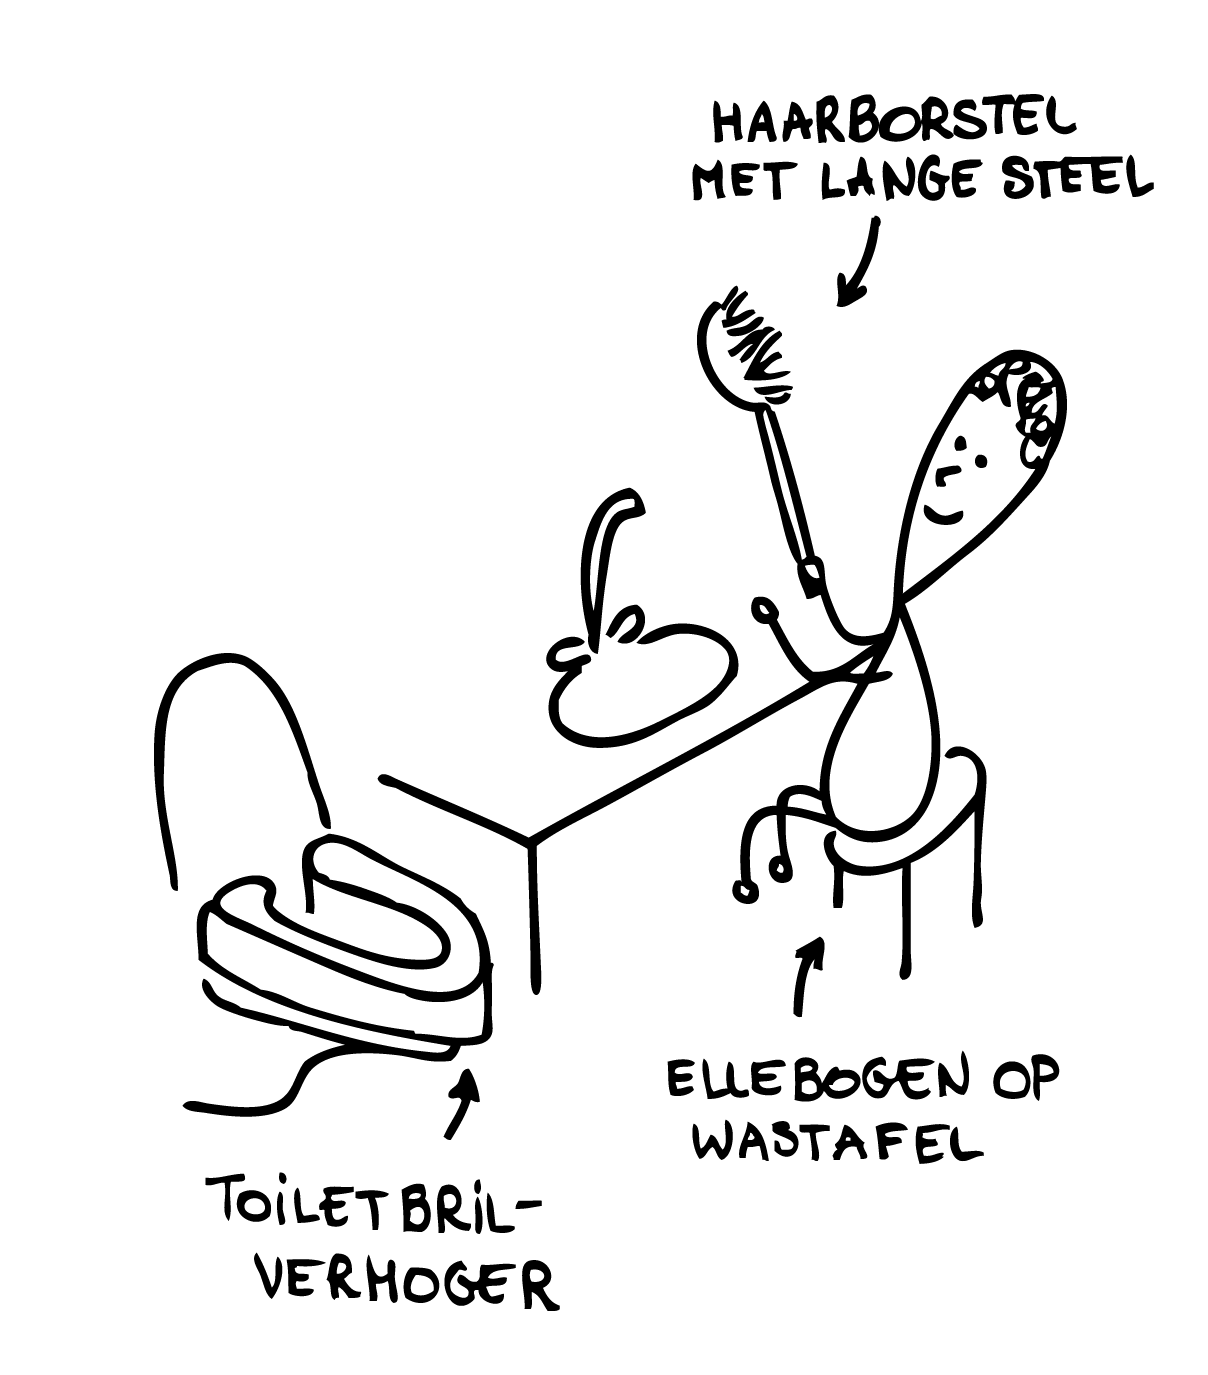 HAARBORSTEL
MET LANGE STEEL
ELLEBOGEN OP
WASTAFEL
TOiLETBRiL-
VERHOGER